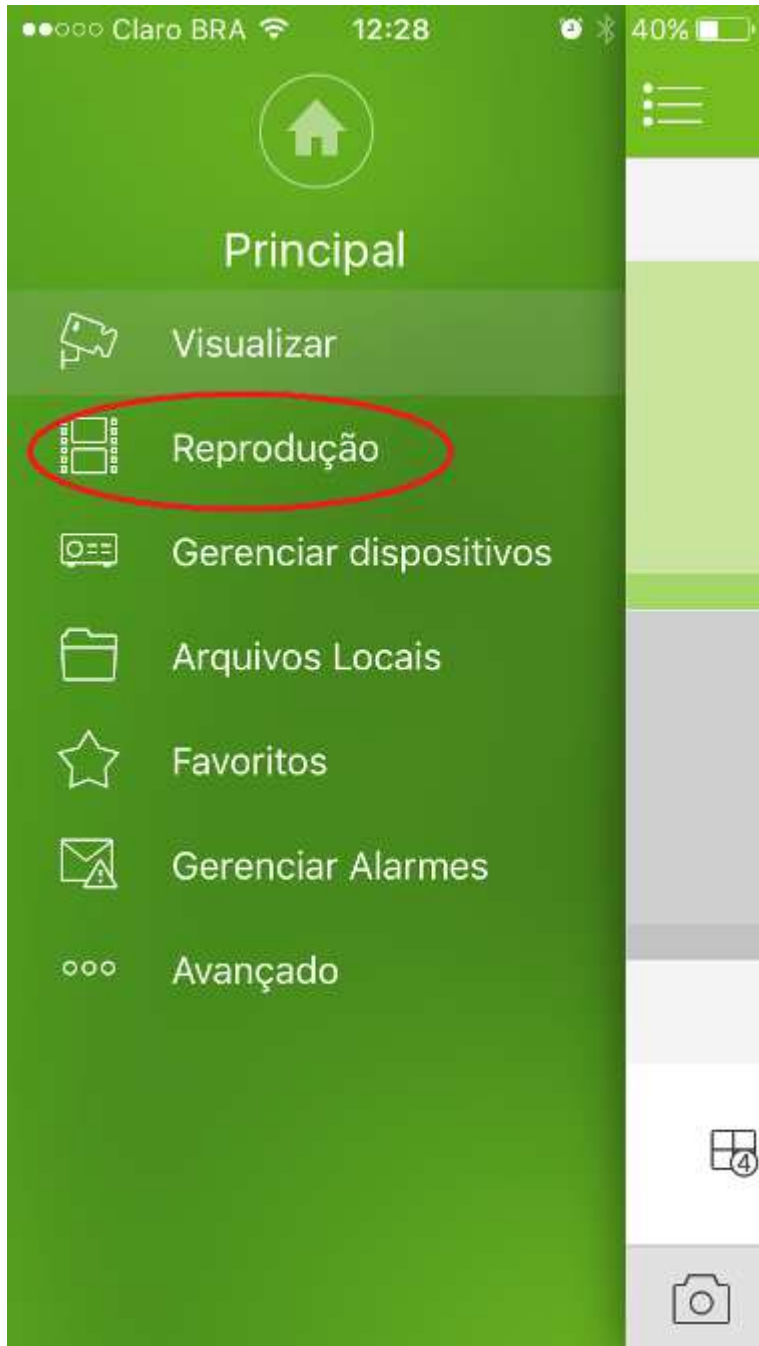 Claro BRA 12:28 40%
Principal
Visualizar
Reprodução
Gerenciar dispositivos
Arquivos Locais
Favoritos
Gerenciar Alarmes
Avançado
4